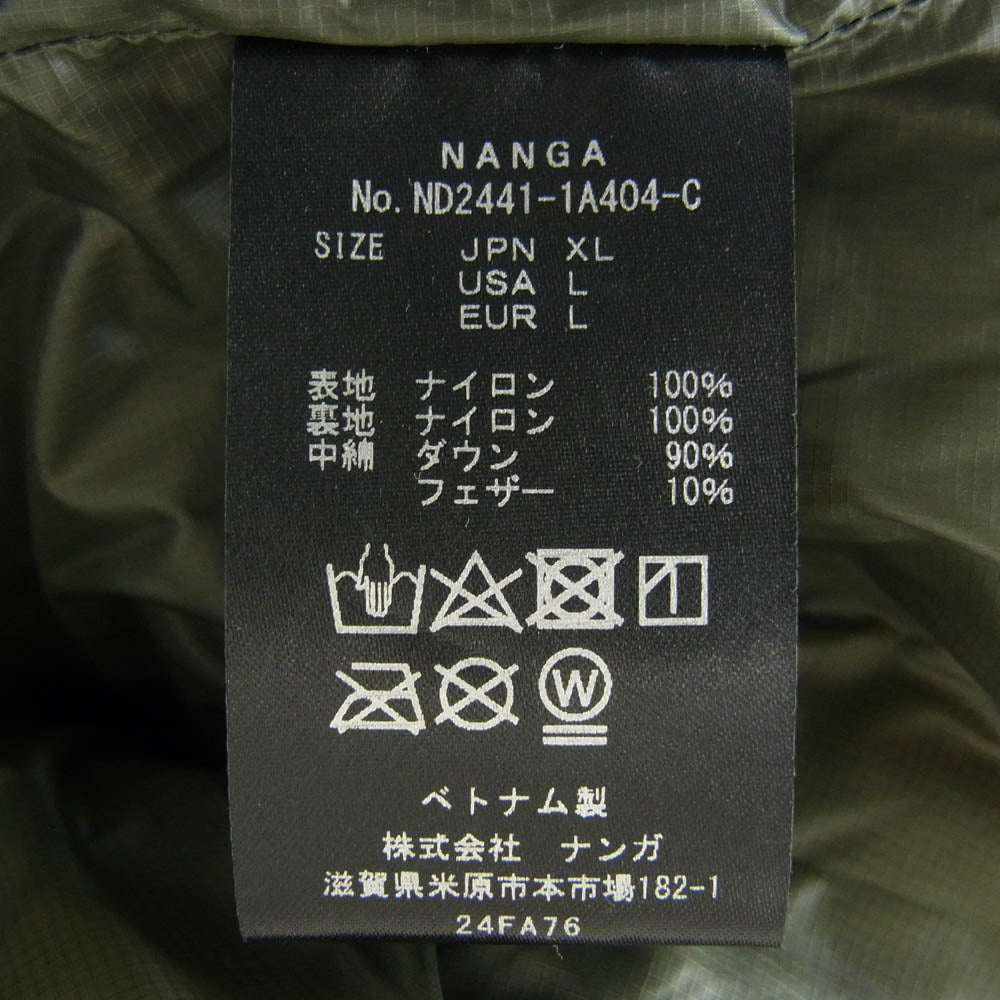 NANGA
No. ND2441-1A404-C
SIZE JPN XL
USA L
EUR L
表地 ナイロン 100%
裏地 ナイロン 100%
中綿 ダウン 90%
フェザー 10%
W
ベトナム製
株式会社 ナンガ
滋賀県米原市本市場182-1
24FA76